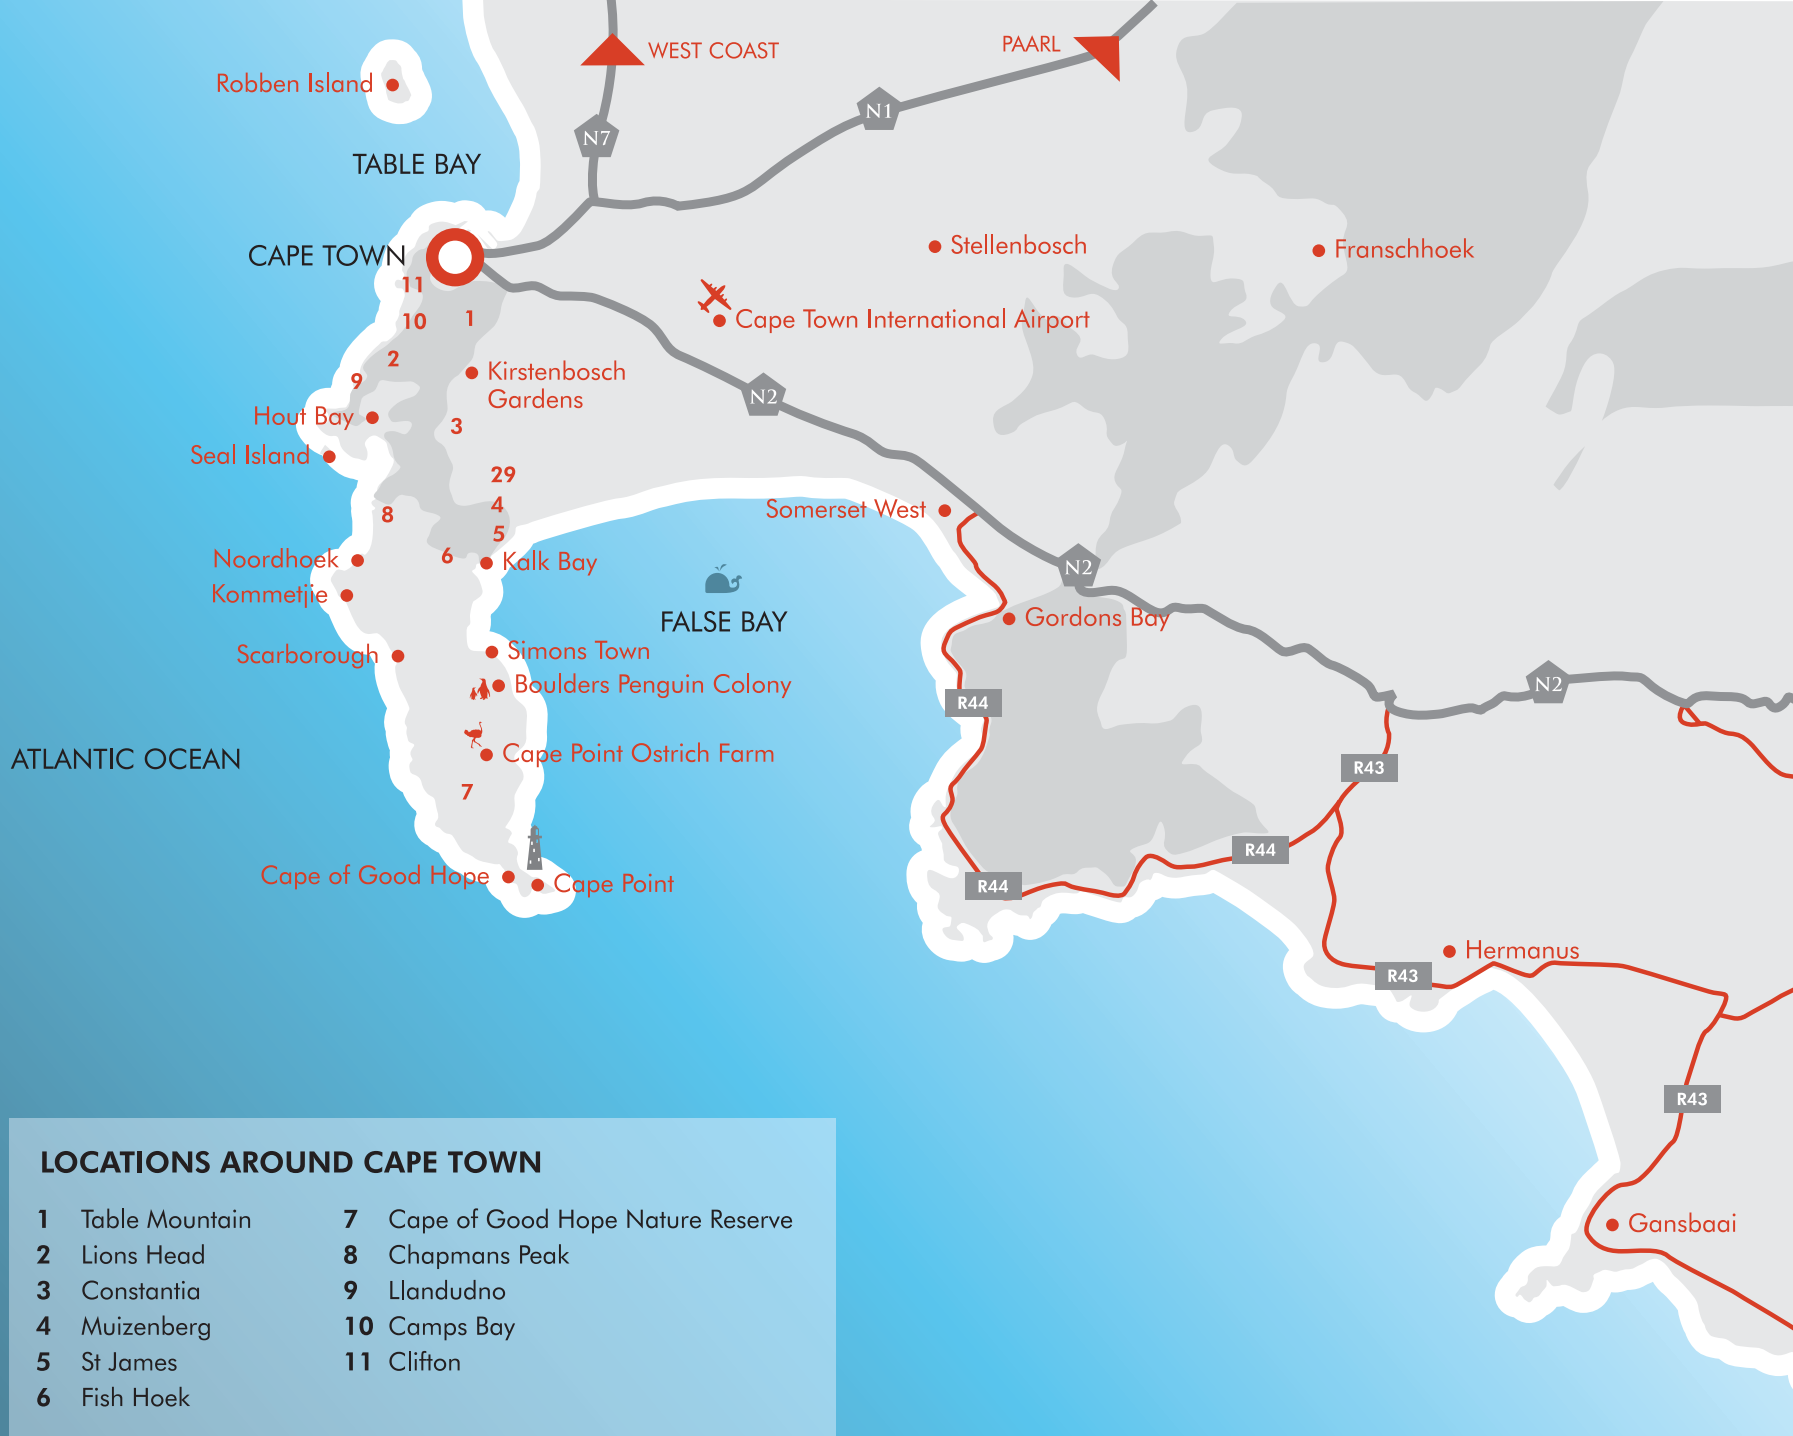 WEST COAST
PAARL
Robben Island
N1
N7
TABLE BAY
CAPE TOWN
Stellenbosch
Franschhoek
11
10
1
Cape Town International Airport
2
9
Kirstenbosch
Gardens
N2
Hout Bay
3
Seal Island
29
4
8
5
Somerset West
6
Noordhoek
Kalk Bay
N2
Kommetjie
FALSE BAY
Gordons Bay
Scarborough
Simons Town
Boulders Penguin Colony
N2
R44
ATLANTIC OCEAN
Cape Point Ostrich Farm
R43
7
R44
Cape of Good Hope
Cape Point
R44
Hermanus
R43
R43
Gansbaai
LOCATIONS AROUND CAPE TOWN
1 Table Mountain
2 Lions Head
3 Constantia
4 Muizenberg
5 St James
6 Fish Hoek
7 Cape of Good Hope Nature Reserve
8 Chapmans Peak
9 Llandudno
10 Camps Bay
11 Clifton